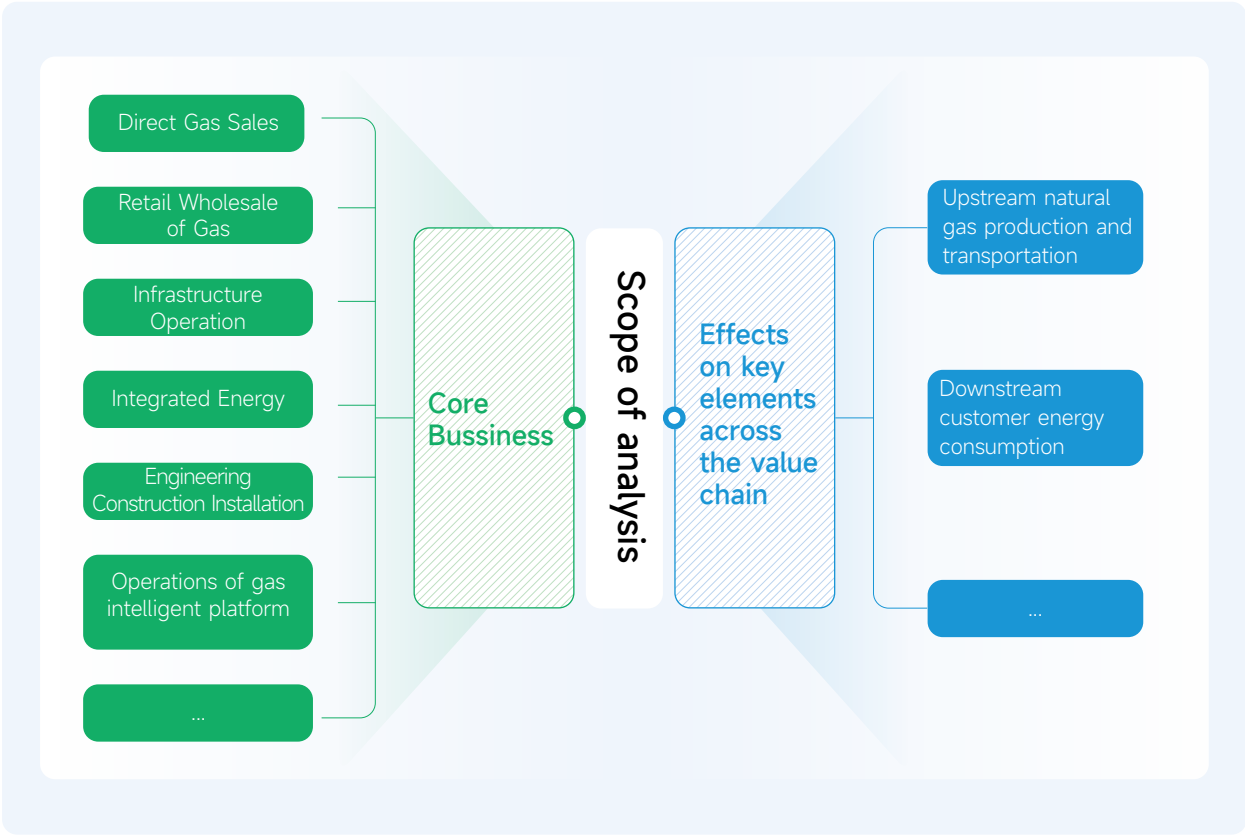 Direct Gas Sales
Retail Wholesale
of Gas
Infrastructure
Operation
Integrated Energy
Engineering
Construction Installation
Operations of gas
intelligent platform
...
Core
Bussiness
Scope of analysis
Effects
on key
elements
across
the value
chain
Upstream natural
gas production and
transportation
Downstream
customer energy
consumption
...